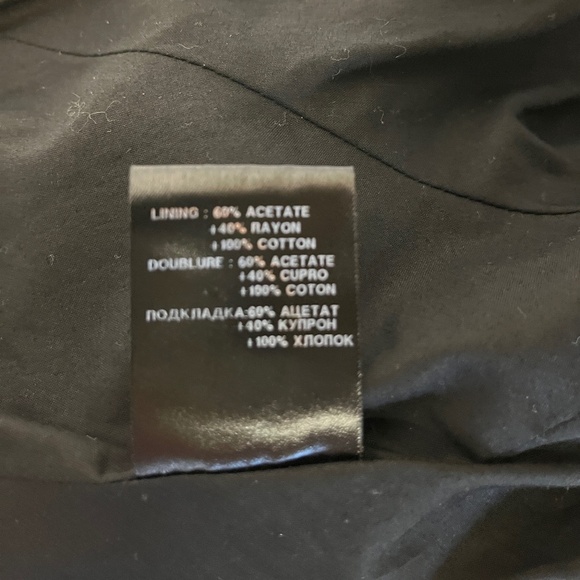 LINING : 60% ACETATE
+40% RAYON
+100% COTTON
DOUBLURE : 60% ACETATE
+40% CUPRO
+100% COTON
ПОДКЛАДКА:60% АЦЕТАТ
+40% КУПРОН
+100% ХЛОПОК